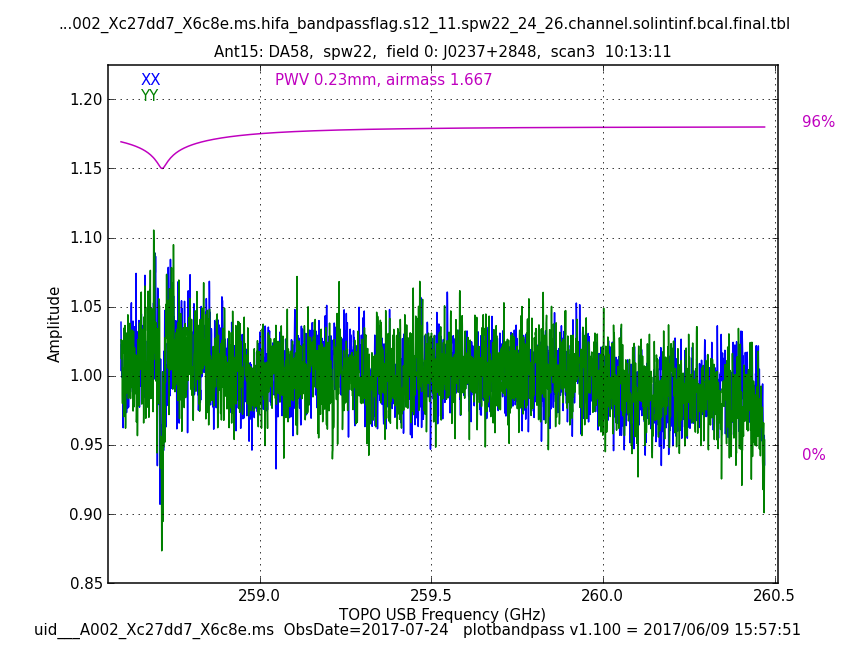 ...002_Xc27dd7_X6c8e.ms.hifa_bandpassflag.s12_11.spw22_24_26.channel.solintinf.bcal.final.tbl
Ant15: DA58,  spw22,  field 0: J0237+2848,  scan3  10:13:11
XX
PWV 0.23mm, airmass 1.667
YY
1.20
96%
1.15
1.10
1.05
Amplitude
1.00
0.95
0%
0.90
0.85
259.0
259.5
260.0
260.5
TOPO USB Frequency (GHz)
uid___A002_Xc27dd7_X6c8e.ms  ObsDate=2017-07-24   plotbandpass v1.100 = 2017/06/09 15:57:51